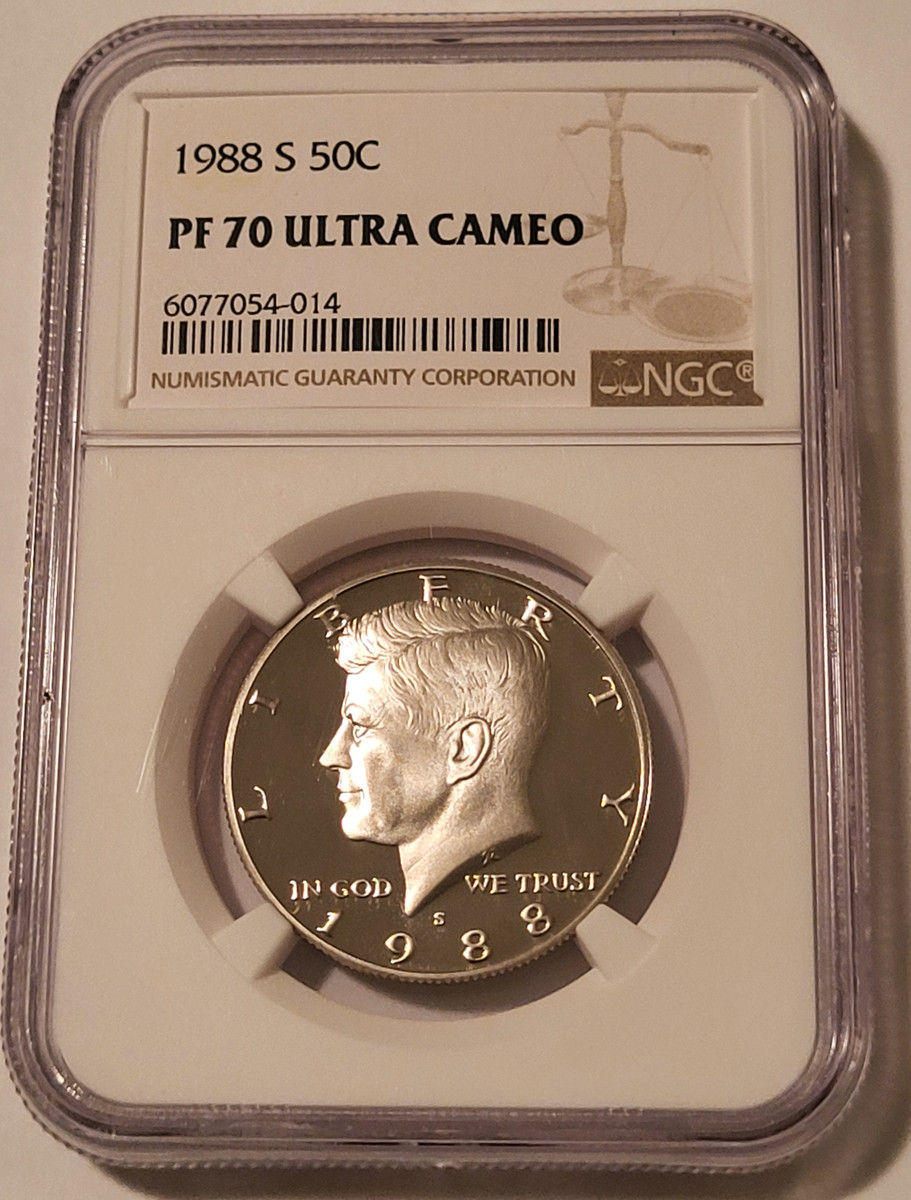 1988 S 50C
PF 70 ULTRA CAMEO
6077054-014
NUMISMATIC GUARANTY CORPORATION
NGC®
LIBERTY
IN GOD WE TRUST
S
1988